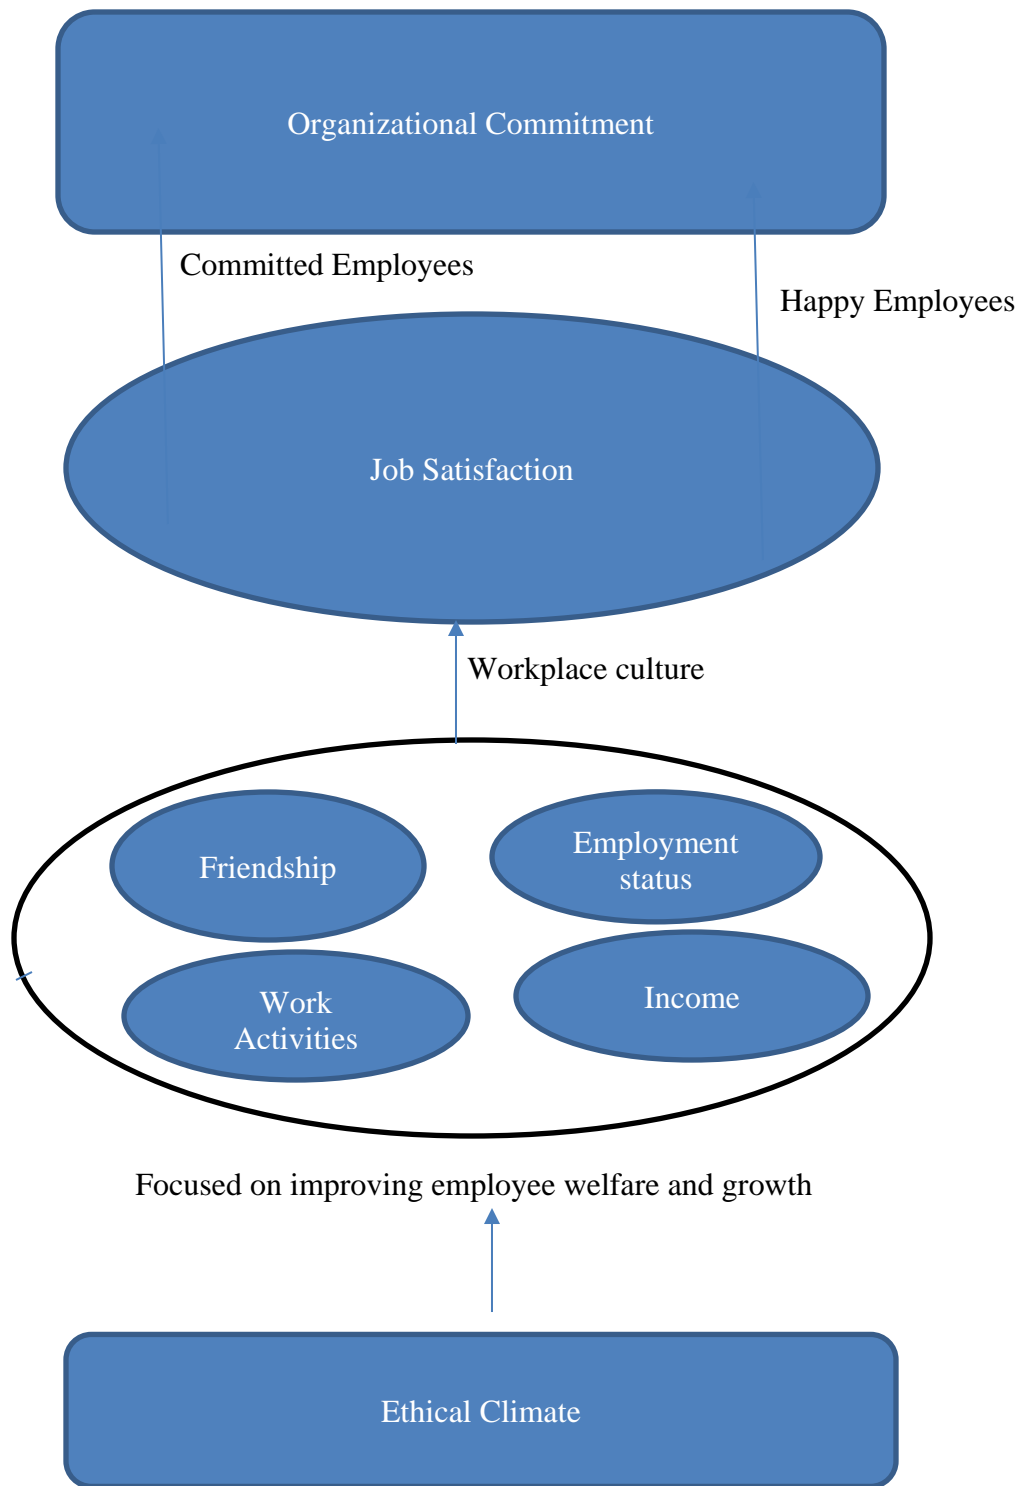 Organizational Commitment
Committed Employees
Happy Employees
Job Satisfaction
Workplace culture
Friendship
Employment
status
Work
Activities
Income
Focused on improving employee welfare and growth
Ethical Climate